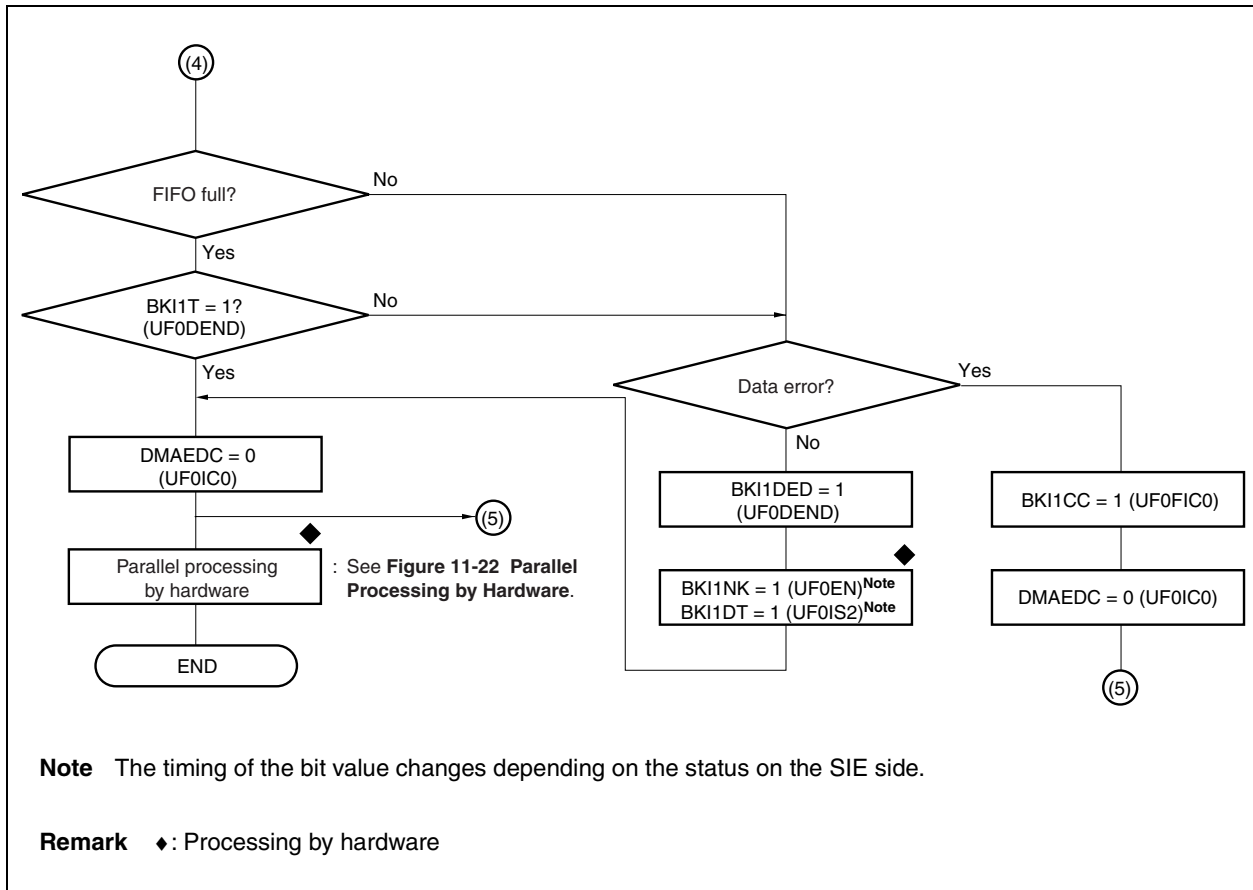 (4)
FIFO full?
No
Yes
BKI1T = 1?
(UF0DEND)
No
Yes
Data error?
Yes
No
DMAEDC = 0
(UF0IC0)
(5)
Parallel processing
by hardware
: See Figure 11-22 Parallel
Processing by Hardware.
END
BKI1DED = 1
(UF0DEND)
BKI1NK = 1 (UF0EN)Note
BKI1DT = 1 (UF0IS2)Note
BKI1CC = 1 (UF0FIC0)
DMAEDC = 0 (UF0IC0)
(5)
Note The timing of the bit value changes depending on the status on the SIE side.
Remark ♦: Processing by hardware